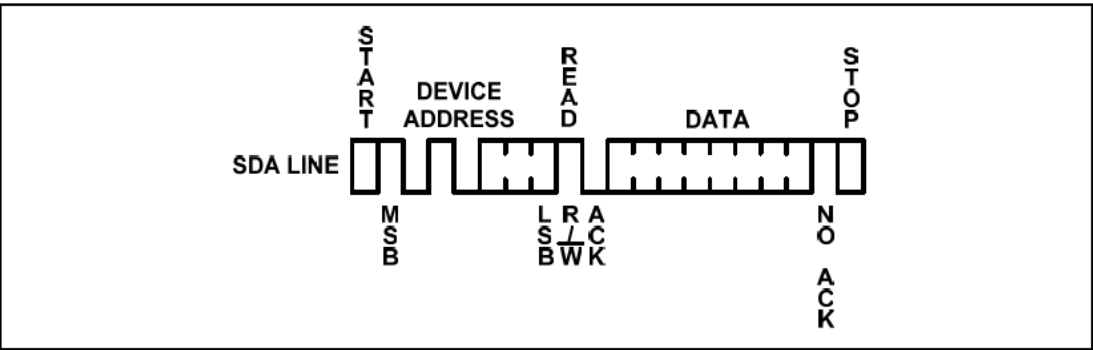 START
DEVICE
ADDRESS
READ
DATA
STOP
SDA LINE
MSB
LSB
R/W
ACK
NO ACK